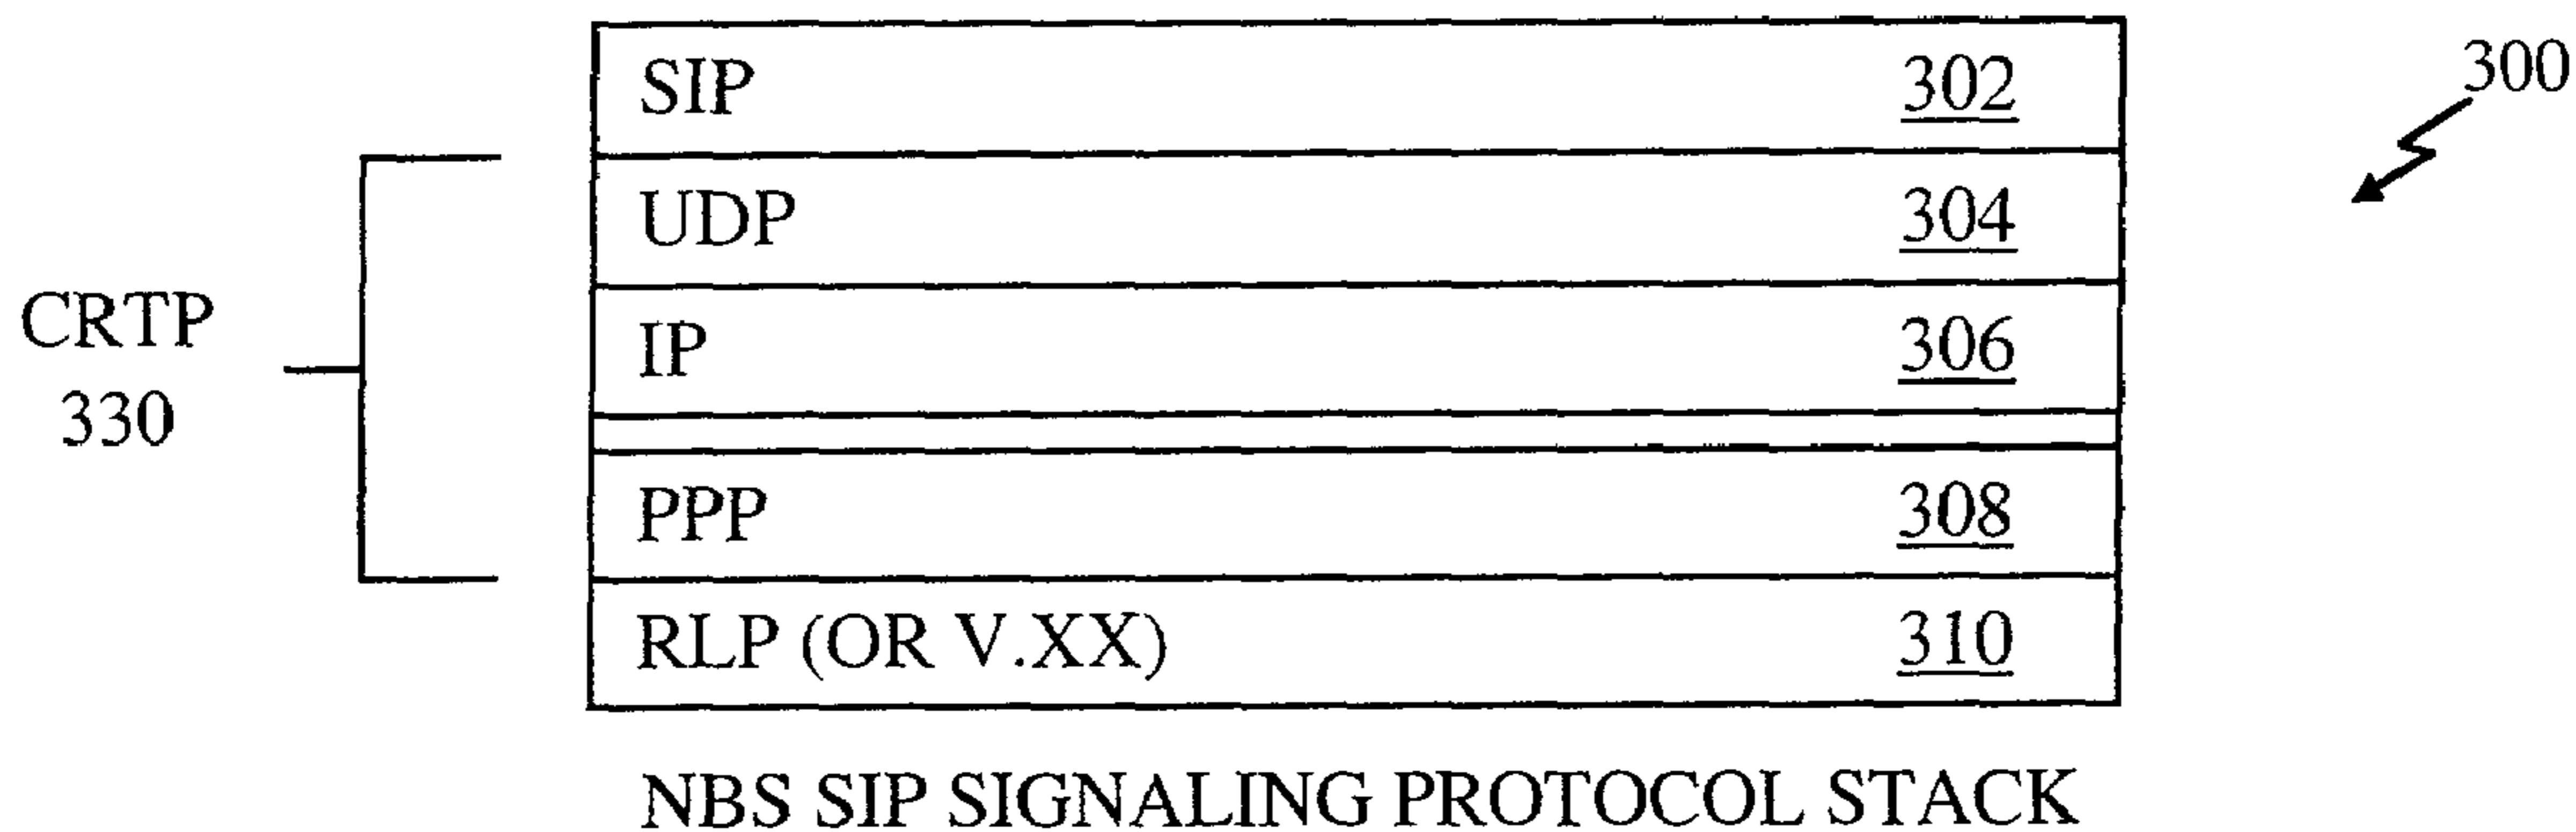 SIP 302
300
UDP 304
CRTP
330
IP 306
PPP 308
RLP (OR V.XX) 310
NBS SIP SIGNALING PROTOCOL STACK